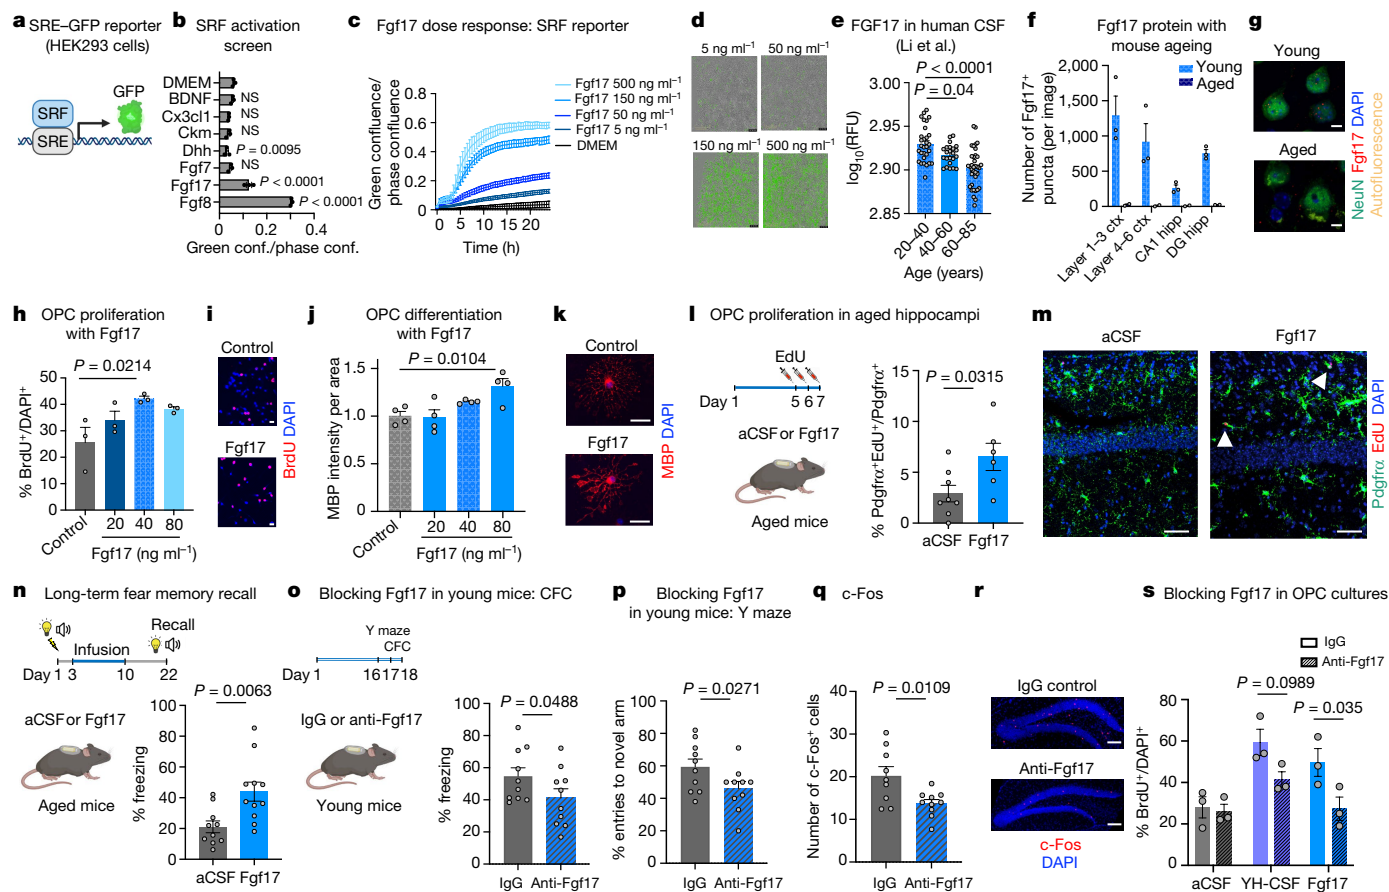 a SRE–GFP reporter
(HEK293 cells)
SRF
SRE
GFP
b SRF activation
screen
DMEM
BDNF NS
Cx3cl1 NS
Ckm NS
Dhh P = 0.0095
Fgf7 NS
Fgf17 P < 0.0001
Fgf8 P < 0.0001
0 0.2 0.4
Green conf./phase conf.
c Fgf17 dose response: SRF reporter
Green confluence/
phase confluence
0.8
0.6
0.4
0.2
0
0 5 10 15 20
Time (h)
Fgf17 500 ng ml–1
Fgf17 150 ng ml–1
Fgf17 50 ng ml–1
Fgf17 5 ng ml–1
DMEM
d
5 ng ml–1 50 ng ml–1
150 ng ml–1 500 ng ml–1
e FGF17 in human CSF
(Li et al.)
P < 0.0001
P = 0.04
log10(RFU)
3.00
2.95
2.90
2.85
20–40 40–60 60–85
Age (years)
f Fgf17 protein with
mouse ageing
Young
Aged
Number of Fgf17+
puncta (per image)
2,000
1,500
1,000
500
0
Layer 1–3 ctx
Layer 4–6 ctx
CA1 hipp
DG hipp
g
Young
Aged
NeuN Fgf17 DAPI
Autofluorescence
h OPC proliferation
with Fgf17
P = 0.0214
% BrdU+/DAPI+
50
40
30
20
10
0
Control 20 40 80
Fgf17 (ng ml–1)
i
Control
Fgf17
BrdU DAPI
j OPC differentiation
with Fgf17
P = 0.0104
MBP intensity per area
1.5
1.0
0.5
0
Control 20 40 80
Fgf17 (ng ml–1)
k
Control
Fgf17
MBP DAPI
l OPC proliferation in aged hippocampi
EdU
Day 1 5 6 7
aCSF or Fgf17
Aged mice
% Pdgfrα+EdU+/Pdgfrα+
P = 0.0315
15
10
5
0
aCSF Fgf17
m
aCSF Fgf17
Pdgfrα EdU DAPI
n Long-term fear memory recall
Recall
Infusion
Day 1 3 10 22
aCSF or Fgf17
Aged mice
% freezing
P = 0.0063
100
80
60
40
20
0
aCSF Fgf17
o Blocking Fgf17 in young mice: CFC
Y maze
CFC
Day 1 16 17 18
IgG or anti-Fgf17
Young mice
% freezing
P = 0.0488
100
80
60
40
20
0
IgG Anti-Fgf17
p Blocking Fgf17
in young mice: Y maze
% entries to novel arm
P = 0.0271
100
80
60
40
20
0
IgG Anti-Fgf17
q c-Fos
Number of c-Fos+ cells
P = 0.0109
40
30
20
10
0
IgG Anti-Fgf17
r
IgG control
Anti-Fgf17
c-Fos
DAPI
s Blocking Fgf17 in OPC cultures
IgG
Anti-Fgf17
P = 0.0989
P = 0.035
% BrdU+/DAPI+
80
60
40
20
0
aCSF YH-CSF Fgf17